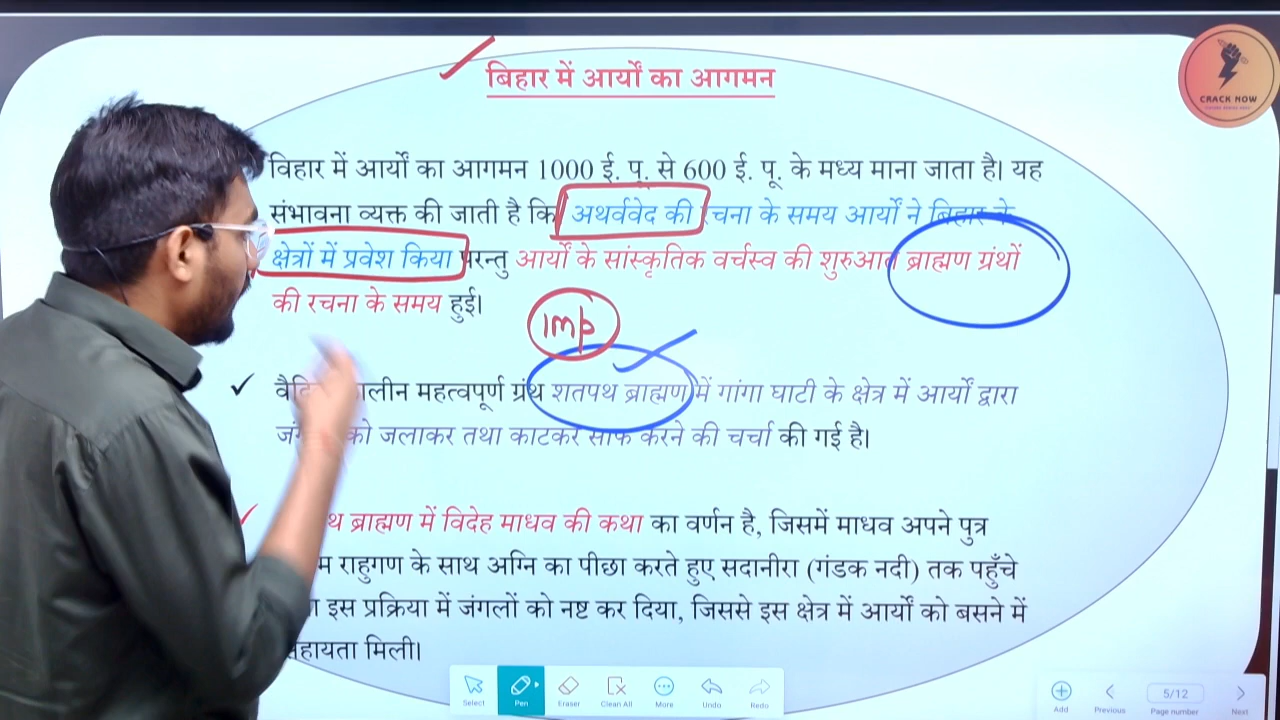 बिहार में आर्यों का आगमन
CRACK NOW
विहार में आर्यों का आगमन 1000 ई. पू. से 600 ई. पू. के मध्य माना जाता है। यह
संभावना व्यक्त की जाती है कि अथर्ववेद की रचना के समय आर्यों ने बिहार के
क्षेत्रों में प्रवेश किया परन्तु आर्यों के सांस्कृतिक वर्चस्व की शुरुआत ब्राह्मण ग्रंथों
की रचना के समय हुई।
Imp
लीन महत्वपूर्ण ग्रंथ शतपथ ब्राह्मण में गांगा घाटी के क्षेत्र में आर्यों द्वारा
को जलाकर तथा काटकर साफ करने की चर्चा की गई है।
थ ब्राह्मण में विदेह माधव की कथा का वर्णन है, जिसमें माधव अपने पुत्र
म राहुगण के साथ अग्नि का पीछा करते हुए सदानीरा (गंडक नदी) तक पहुँचे
इस प्रक्रिया में जंगलों को नष्ट कर दिया, जिससे इस क्षेत्र में आर्यों को बसने में
हायता मिली।
Select Pen Eraser Clean All More Undo Redo
Add Previous 5/12 Page number Next